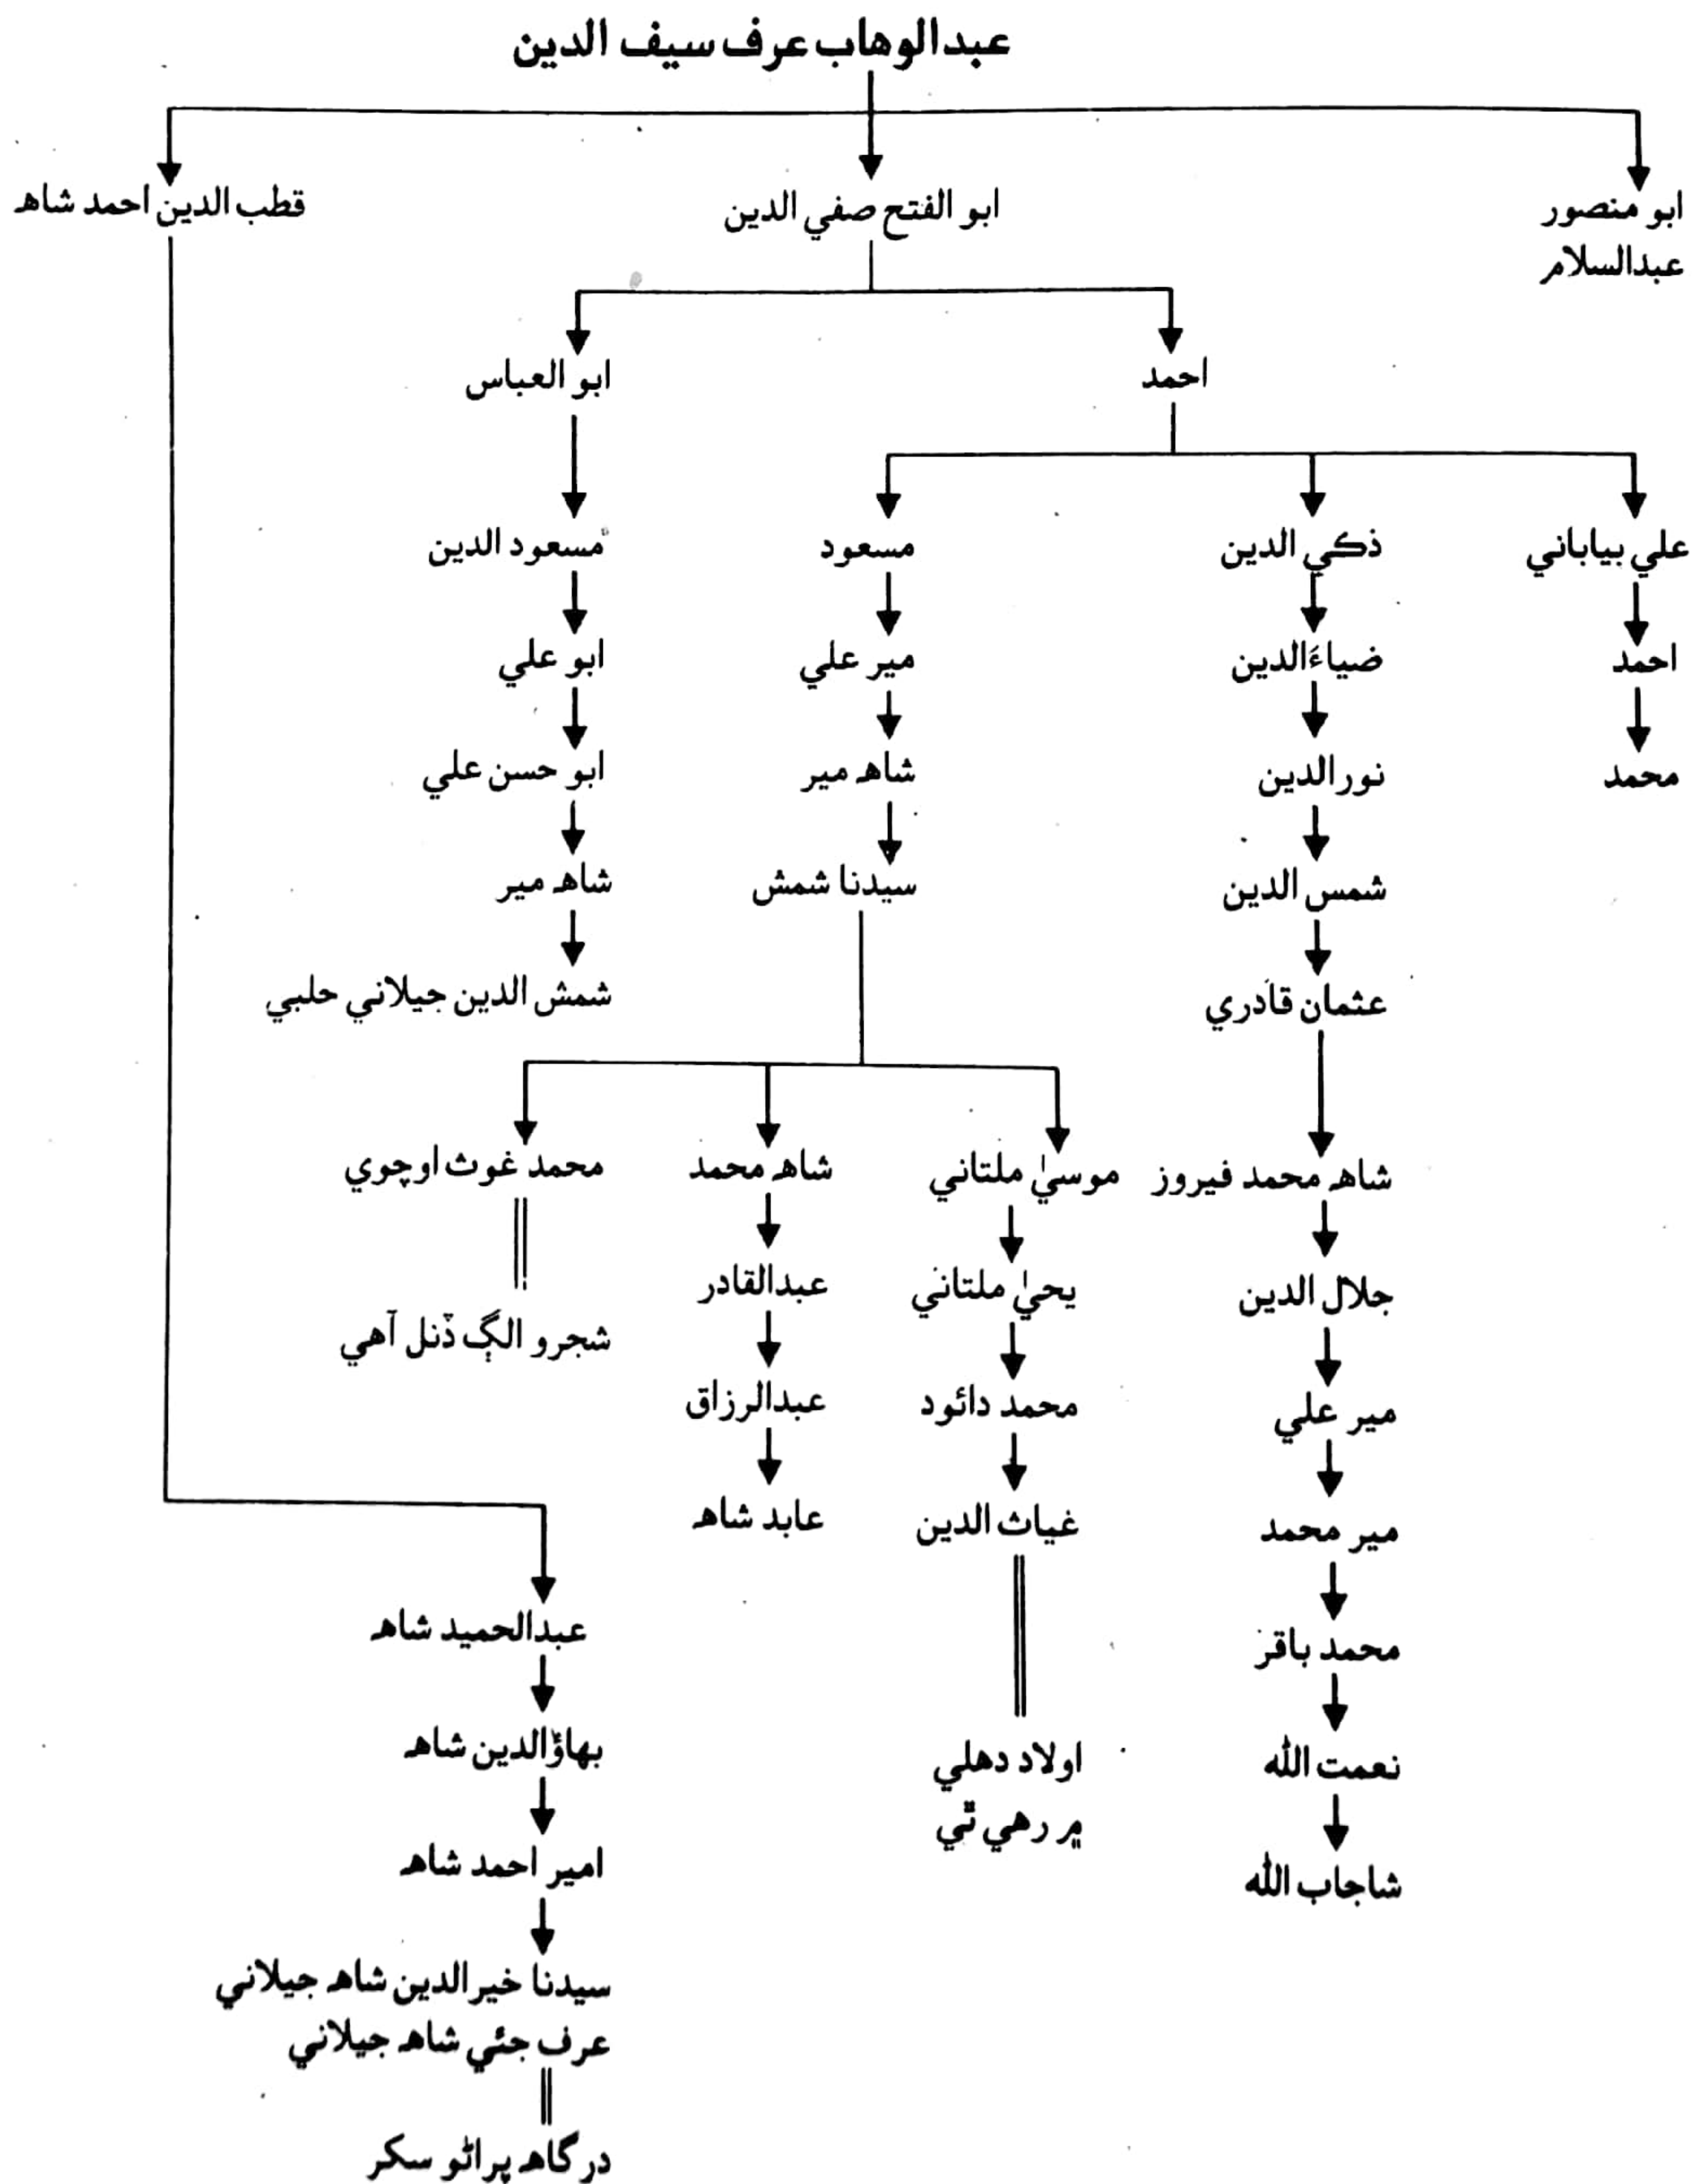 عبدالوهاب عرف سيف الدين
ابو منصور
عبدالسلام
ابو الفتح صفي الدين
قطب الدين احمد شاهہ
احمد
ابو العباس
علي بياباني
ذڪي الدين
مسعود
مسعود الدين
احمد
ضياءَالدين
مير علي
ابو علي
محمد
نورالدين
شاهہ مير
ابو حسن علي
شمس الدين
سيدنا شمش
شاهہ مير
عثمان قادري
شمش الدين جيلاني حلبي
شاهہ محمد فيروز
موسيٰ ملتاني
شاهہ محمد
محمد غوث اوچوي
جلال الدين
يحيٰ ملتاني
عبدالقادر
شجرو الڳ ڏنل آهي
مير علي
محمد دائود
عبدالرزاق
مير محمد
غياث الدين
عابد شاهہ
عبدالحميد شاهہ
محمد باقر
بهاؤالدين شاهہ
نعمت الله
اولاد دهلي
۾ رهي ٿي
امير احمد شاهہ
شاجاب الله
سيدنا خيرالدين شاهہ جيلاني
عرف جئي شاهہ جيلاني
درگاهہ پراڻو سکر